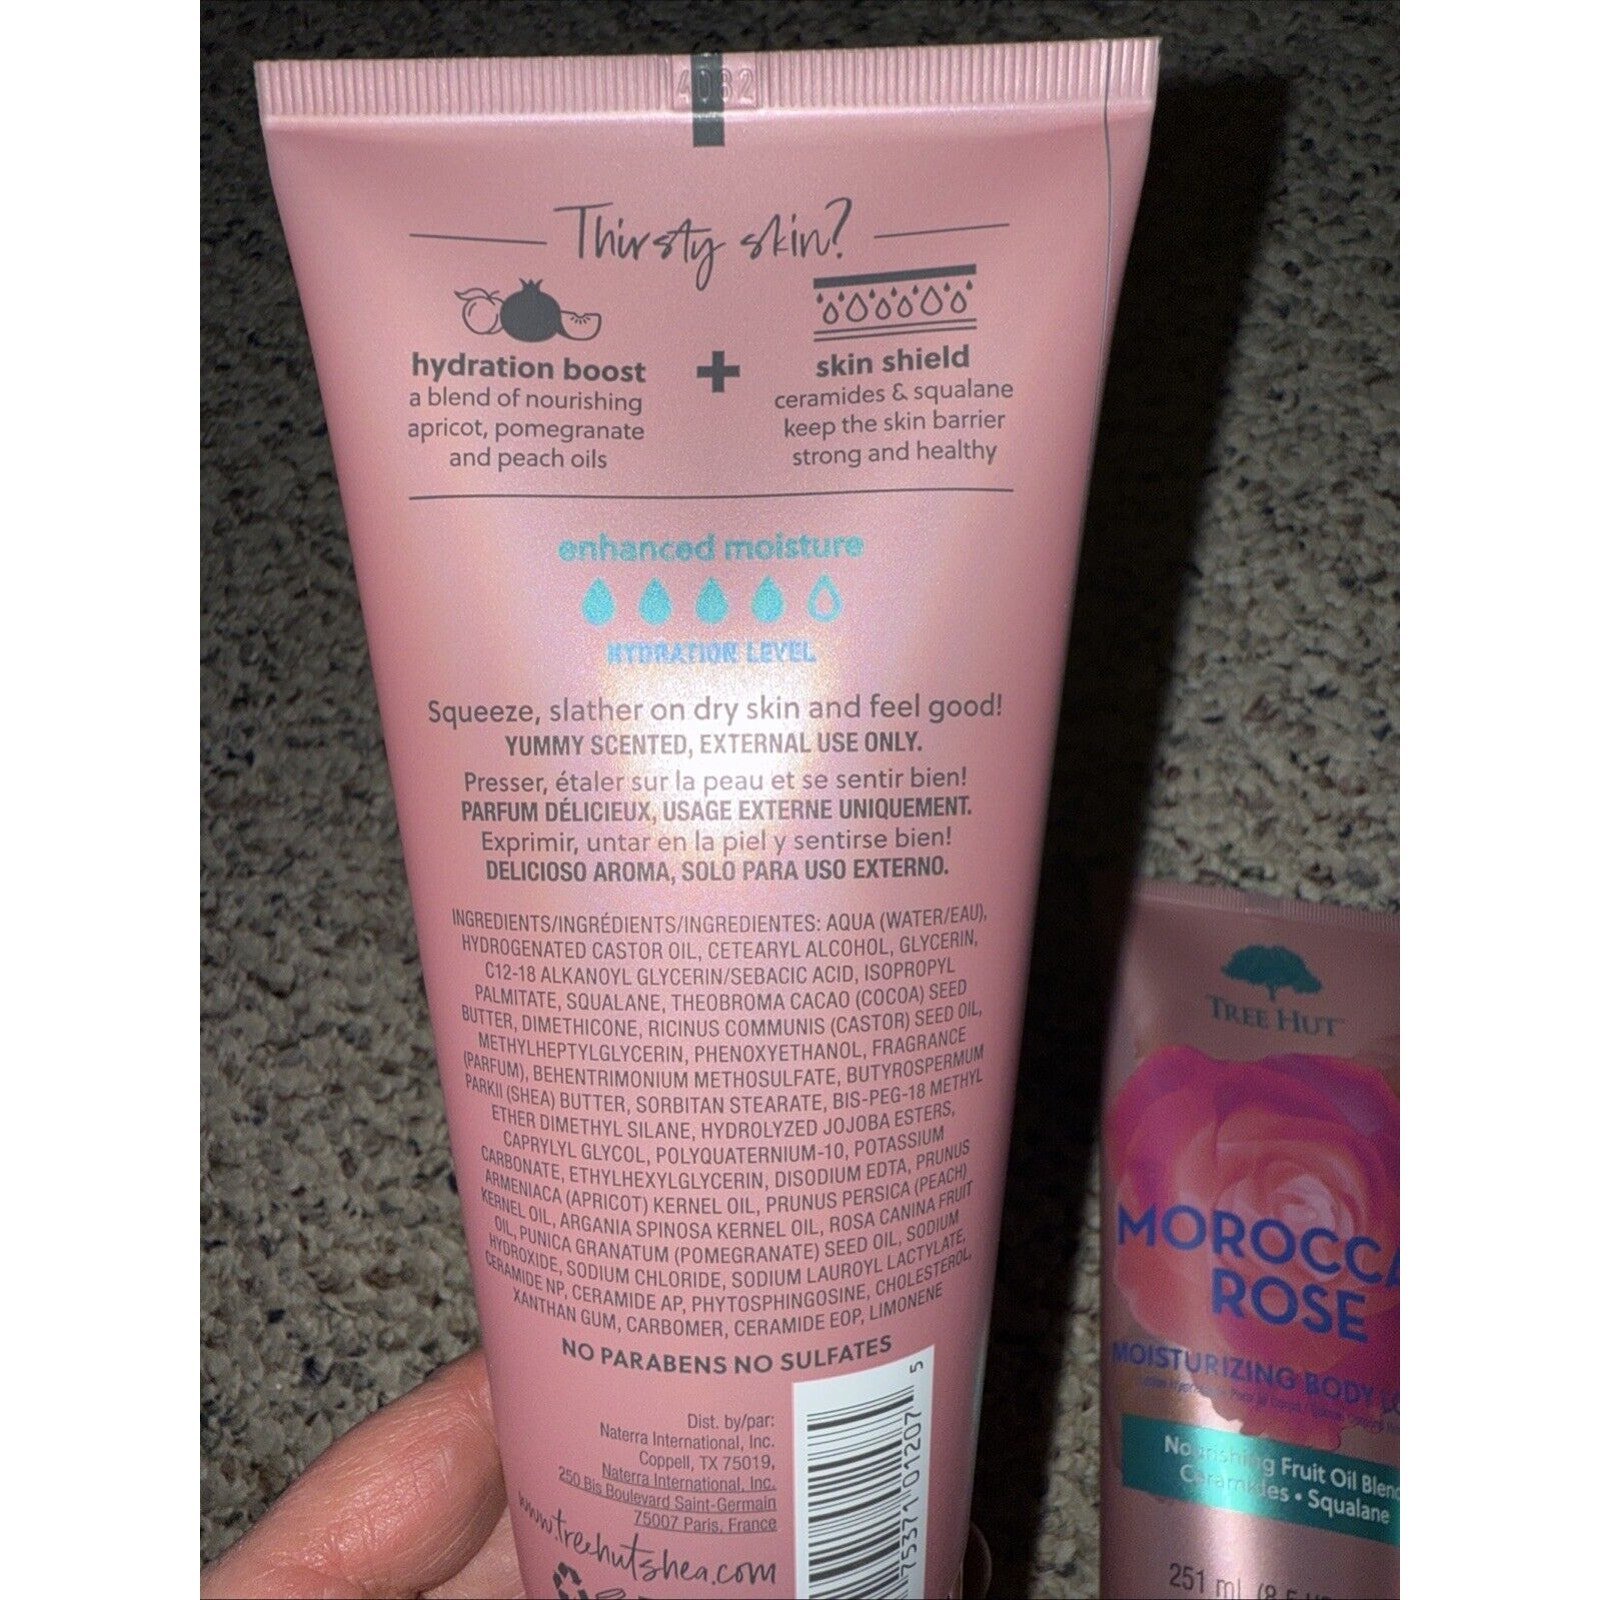 4082
Thirsty skin?
hydration boost
a blend of nourishing
apricot, pomegranate
and peach oils
+
skin shield
ceramides & squalane
keep the skin barrier
strong and healthy
enhanced moisture
HYDRATION LEVEL
Squeeze, slather on dry skin and feel good!
YUMMY SCENTED, EXTERNAL USE ONLY.
Presser, étaler sur la peau et se sentir bien!
PARFUM DÉLICIEUX, USAGE EXTERNE UNIQUEMENT.
Exprimir, untar en la piel y sentirse bien!
DELICIOSO AROMA, SOLO PARA USO EXTERNO.
INGREDIENTS/INGRÉDIENTS/INGREDIENTES: AQUA (WATER/EAU),
HYDROGENATED CASTOR OIL, CETEARYL ALCOHOL, GLYCERIN,
C12-18 ALKANOYL GLYCERIN/SEBACIC ACID, ISOPROPYL
PALMITATE, SQUALANE, THEOBROMA CACAO (COCOA) SEED
BUTTER, DIMETHICONE, RICINUS COMMUNIS (CASTOR) SEED OIL,
METHYLHEPTYLGLYCERIN, PHENOXYETHANOL, FRAGRANCE
(PARFUM), BEHENTRIMONIUM METHOSULFATE, BUTYROSPERMUM
PARKII (SHEA) BUTTER, SORBITAN STEARATE, BIS-PEG-18 METHYL
ETHER DIMETHYL SILANE, HYDROLYZED JOJOBA ESTERS,
CAPRYLYL GLYCOL, POLYQUATERNIUM-10, POTASSIUM
CARBONATE, ETHYLHEXYLGLYCERIN, DISODIUM EDTA, PRUNUS
ARMENIACA (APRICOT) KERNEL OIL, PRUNUS PERSICA (PEACH)
KERNEL OIL, ARGANIA SPINOSA KERNEL OIL, ROSA CANINA FRUIT
OIL, PUNICA GRANATUM (POMEGRANATE) SEED OIL, SODIUM
HYDROXIDE, SODIUM CHLORIDE, SODIUM LAUROYL LACTYLATE,
CERAMIDE NP, CERAMIDE AP, PHYTOSPHINGOSINE, CHOLESTEROL,
XANTHAN GUM, CARBOMER, CERAMIDE EOP, LIMONENE
NO PARABENS NO SULFATES
Dist. by/par:
Naterra International, Inc.
Coppell, TX 75019,
Naterra International, Inc.
250 Bis Boulevard Saint-Germain
75007 Paris, France
www.treehutshea.com
75371 01207 5
TREE HUT
MOROCCA
ROSE
MOISTURIZING BODY LO
Nourishing Fruit Oil Blend
Ceramides • Squalane
251 ml